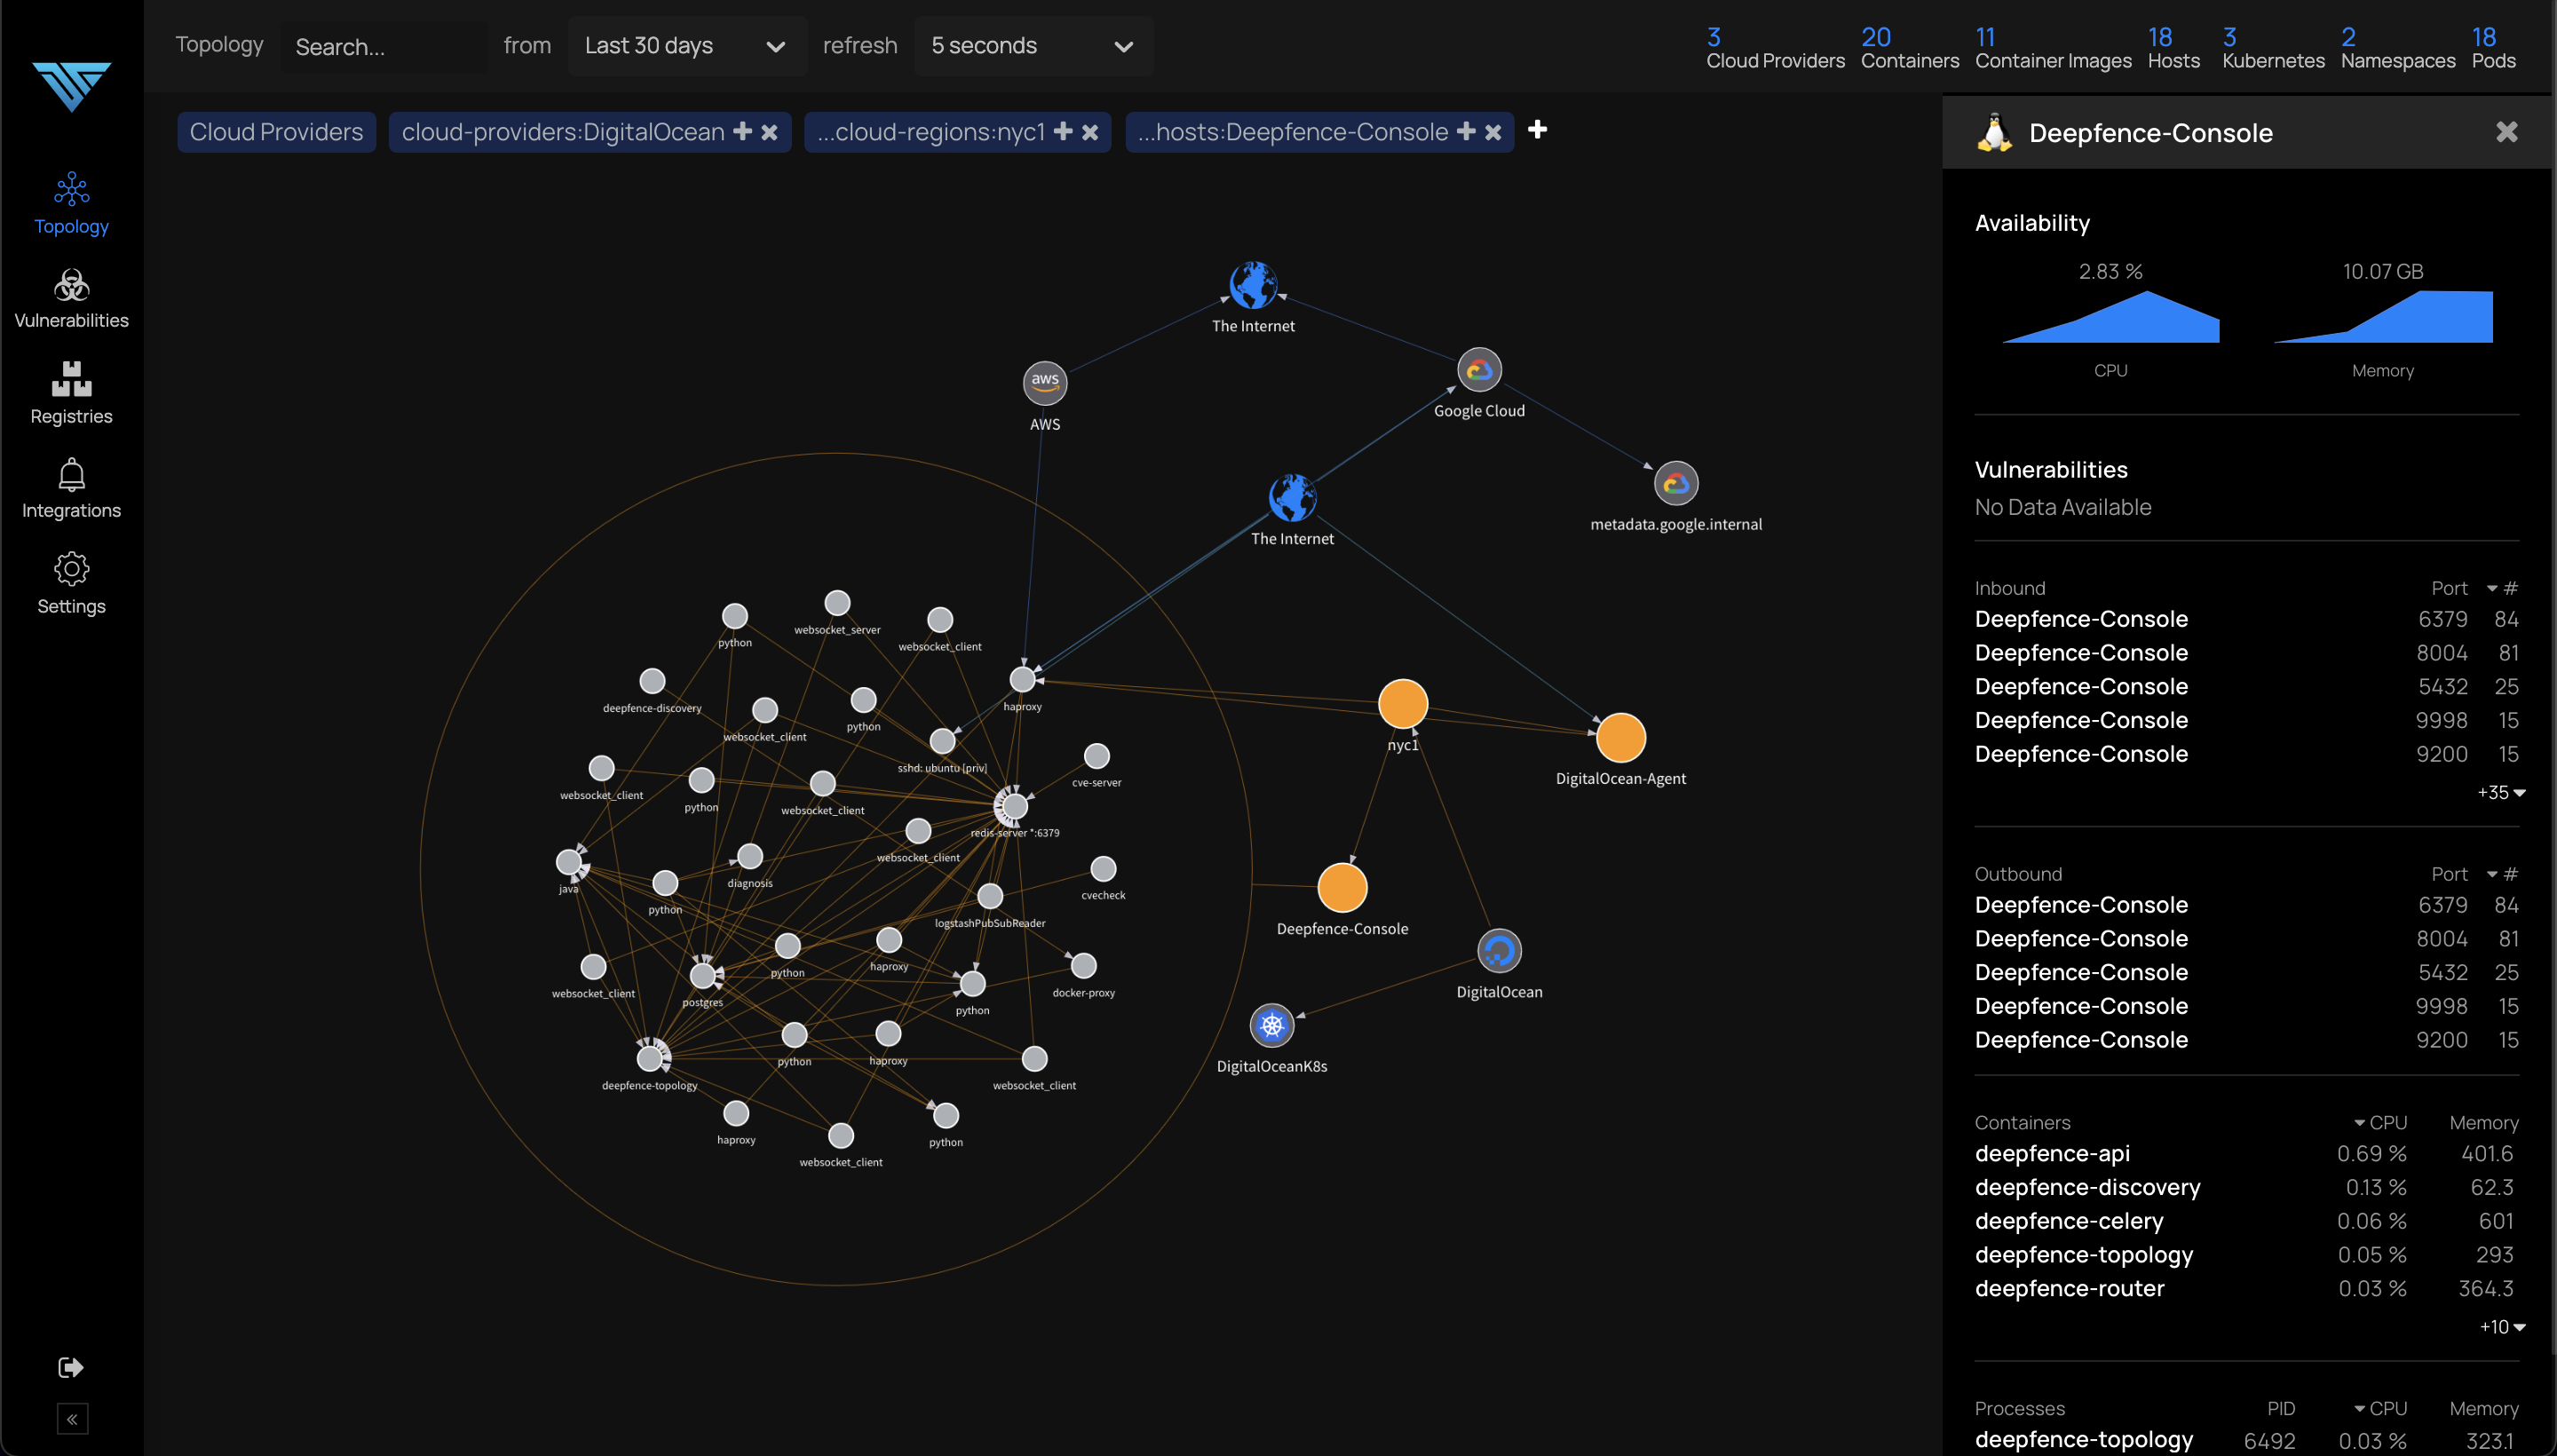 Topology
Search...
from
Last 30 days
refresh
5 seconds
3
Cloud Providers
20
Containers
11
Container Images
18
Hosts
3
Kubernetes
2
Namespaces
18
Pods
Topology
Vulnerabilities
Registries
Integrations
Settings
«
Cloud Providers
cloud-providers:DigitalOcean
...cloud-regions:nyc1
...hosts:Deepfence-Console
The Internet
aws
AWS
Google Cloud
metadata.google.internal
The Internet
python
websocket_server
websocket_client
deepfence-discovery
websocket_client
python
haproxy
sshd: ubuntu [priv]
cve-server
websocket_client
python
websocket_client
redis-server *:6379
websocket_client
java
diagnosis
python
cvecheck
logstashPubSubReader
python
haproxy
docker-proxy
websocket_client
postgres
python
python
haproxy
websocket_client
deepfence-topology
haproxy
websocket_client
python
nyc1
DigitalOcean-Agent
Deepfence-Console
DigitalOcean
DigitalOceanK8s
Deepfence-Console
Availability
2.83 %
10.07 GB
CPU
Memory
Vulnerabilities
No Data Available
Inbound Port #
Deepfence-Console 6379 84
Deepfence-Console 8004 81
Deepfence-Console 5432 25
Deepfence-Console 9998 15
Deepfence-Console 9200 15
+35
Outbound Port #
Deepfence-Console 6379 84
Deepfence-Console 8004 81
Deepfence-Console 5432 25
Deepfence-Console 9998 15
Deepfence-Console 9200 15
Containers CPU Memory
deepfence-api 0.69 % 401.6
deepfence-discovery 0.13 % 62.3
deepfence-celery 0.06 % 601
deepfence-topology 0.05 % 293
deepfence-router 0.03 % 364.3
+10
Processes PID CPU Memory
deepfence-topology 6492 0.03 % 323.1